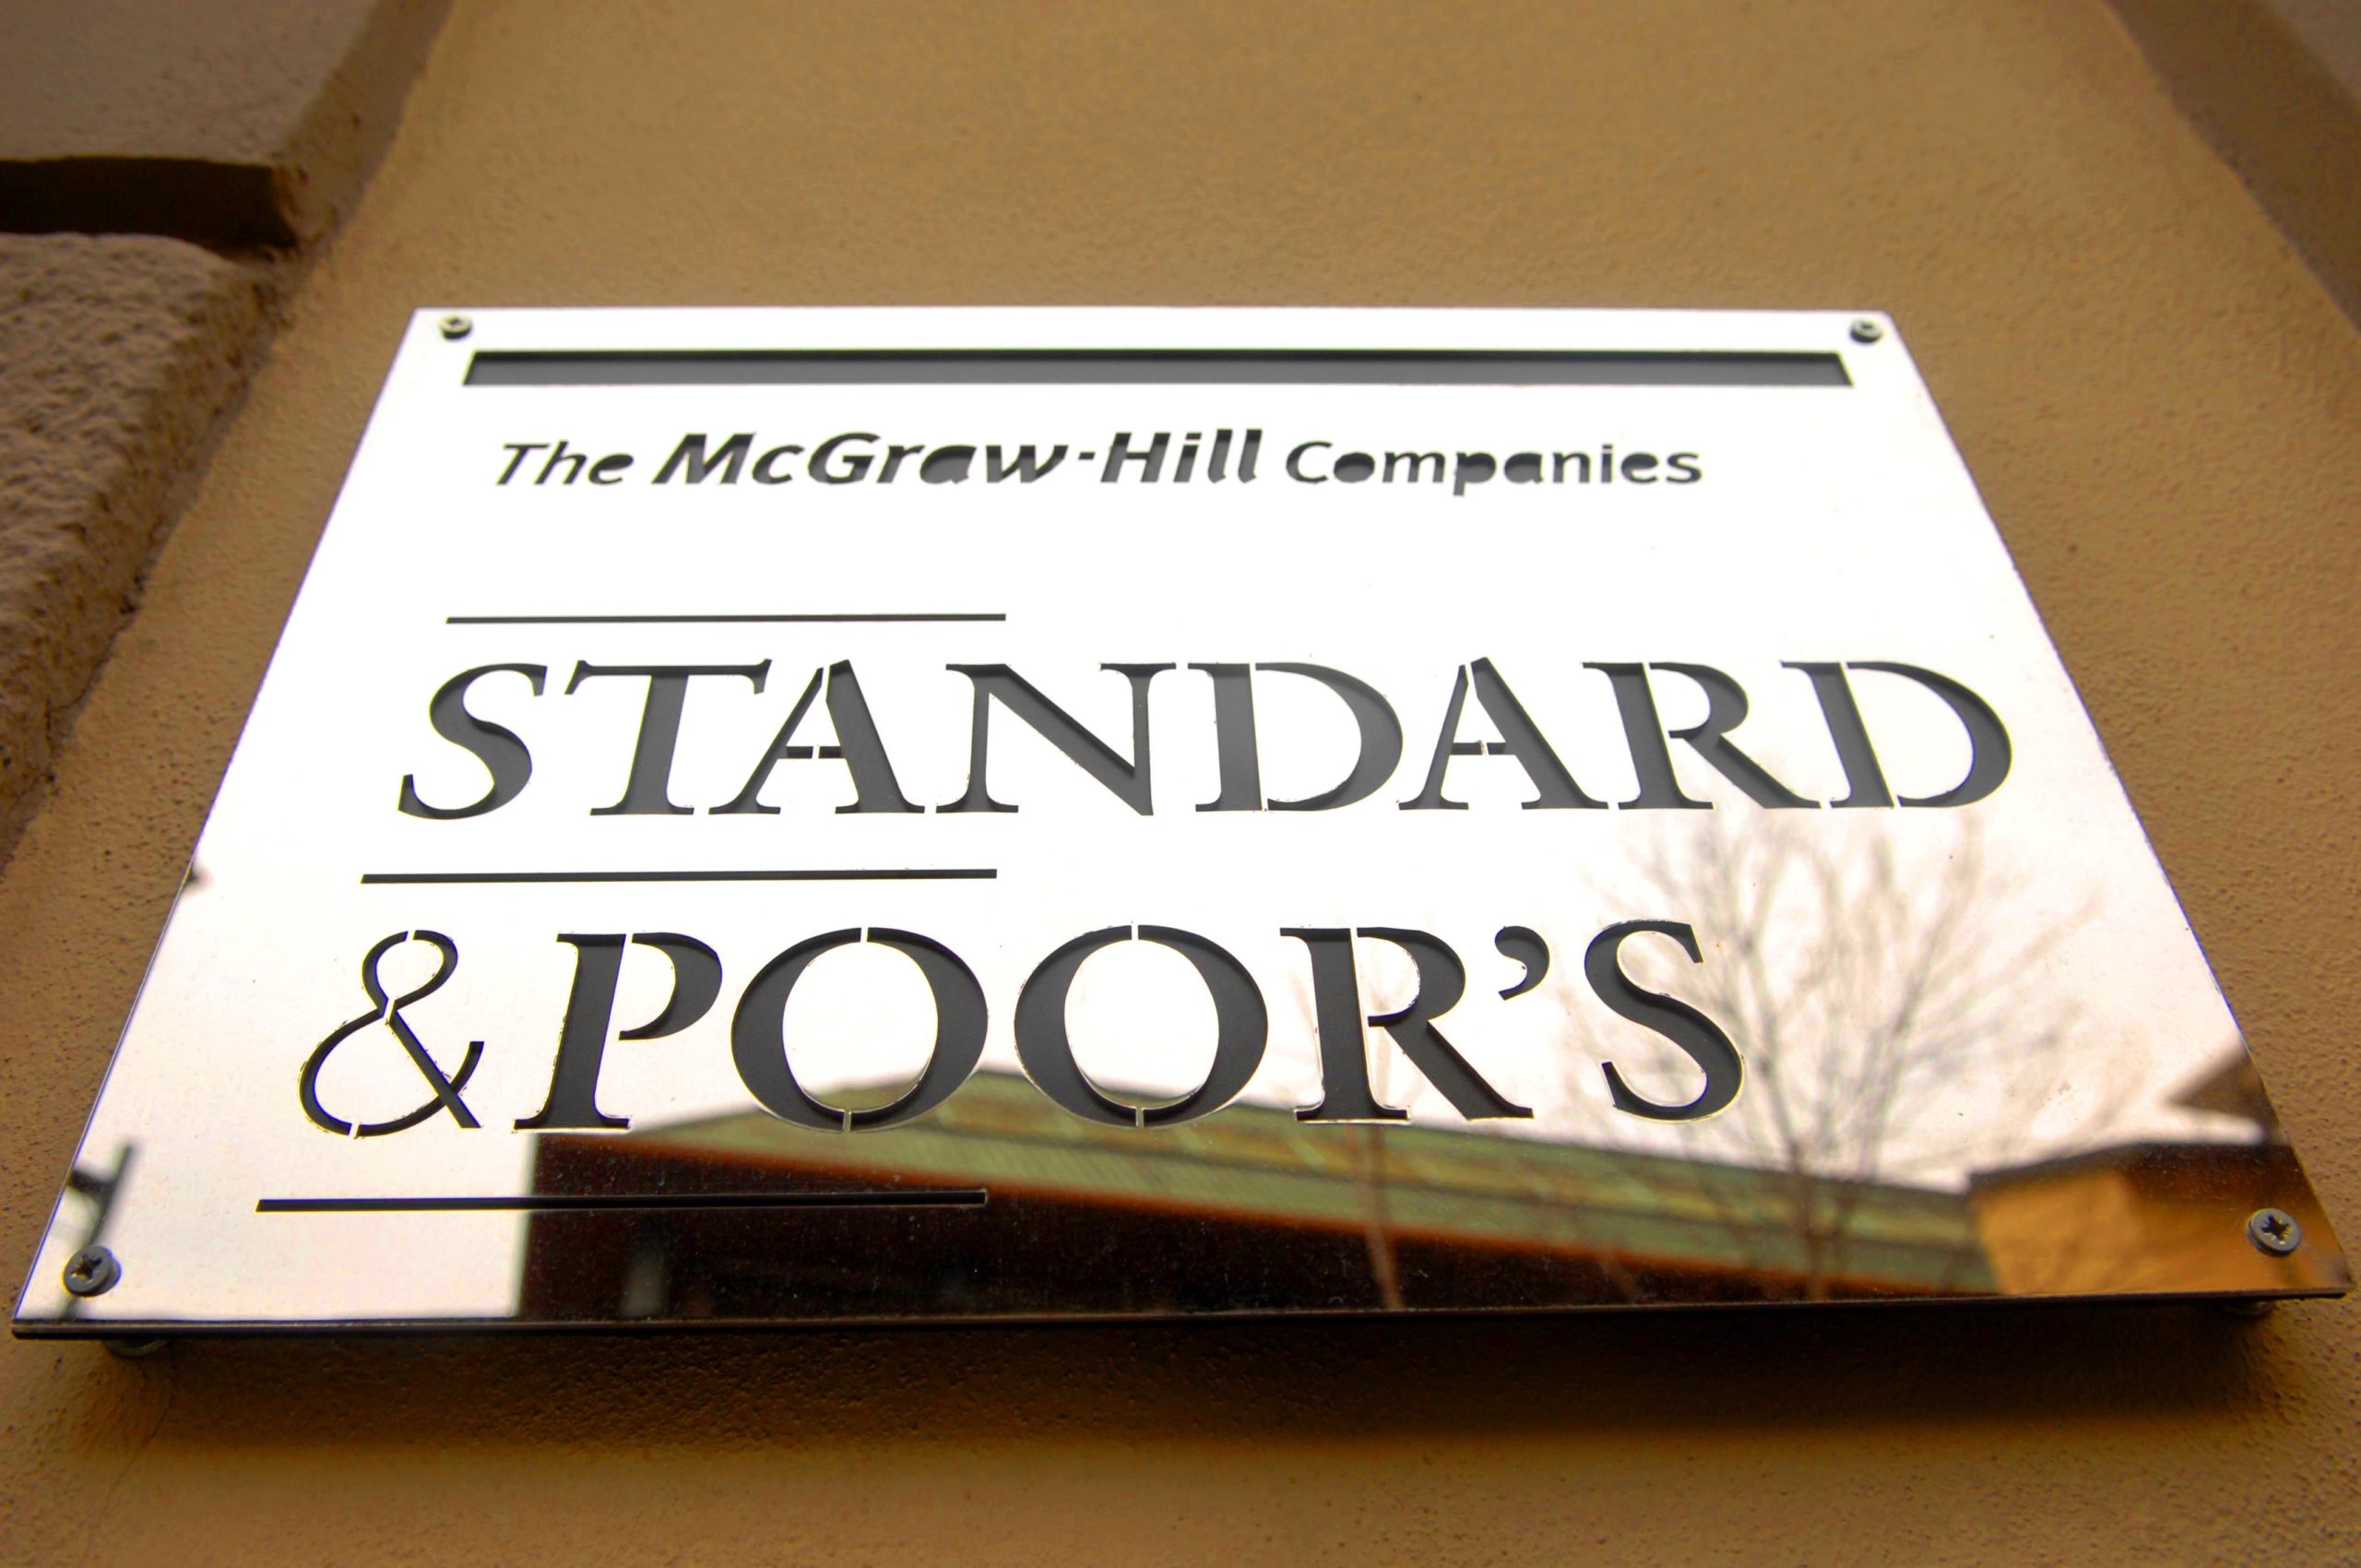 The McGraw-Hill Companies
STANDARD
& POOR'S